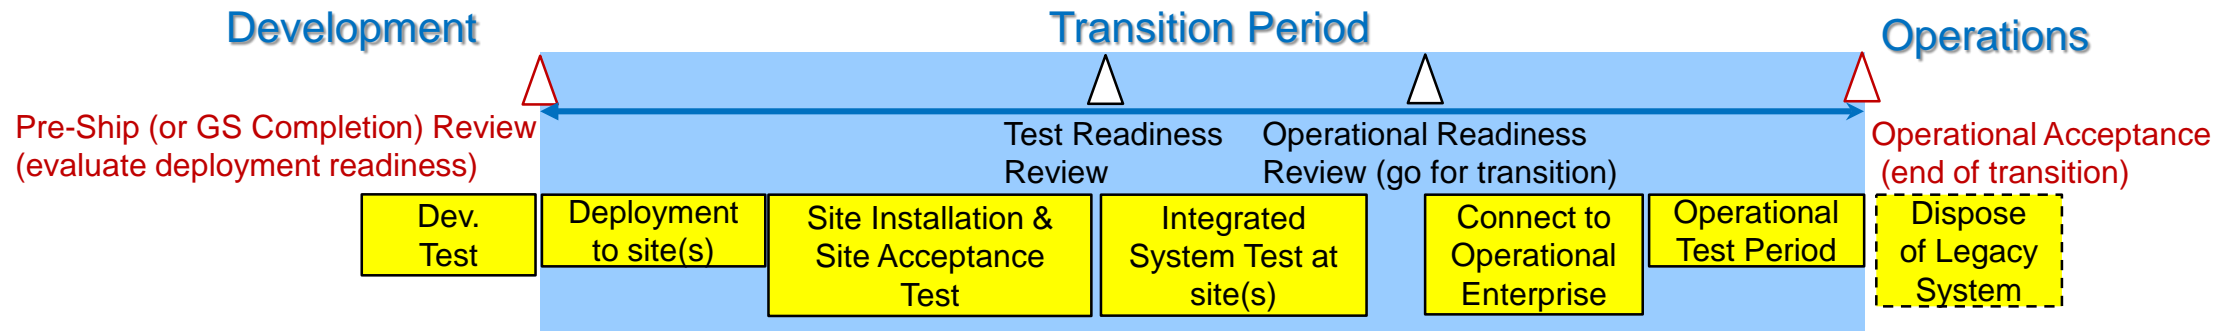 Development
Transition Period
Operations
Pre-Ship (or GS Completion) Review
(evaluate deployment readiness)
Test Readiness
Review
Operational Readiness
Review (go for transition)
Operational Acceptance
(end of transition)
Dev.
Test
Deployment
to site(s)
Site Installation &
Site Acceptance
Test
Integrated
System Test at
site(s)
Connect to
Operational
Enterprise
Operational
Test Period
Dispose
of Legacy
System